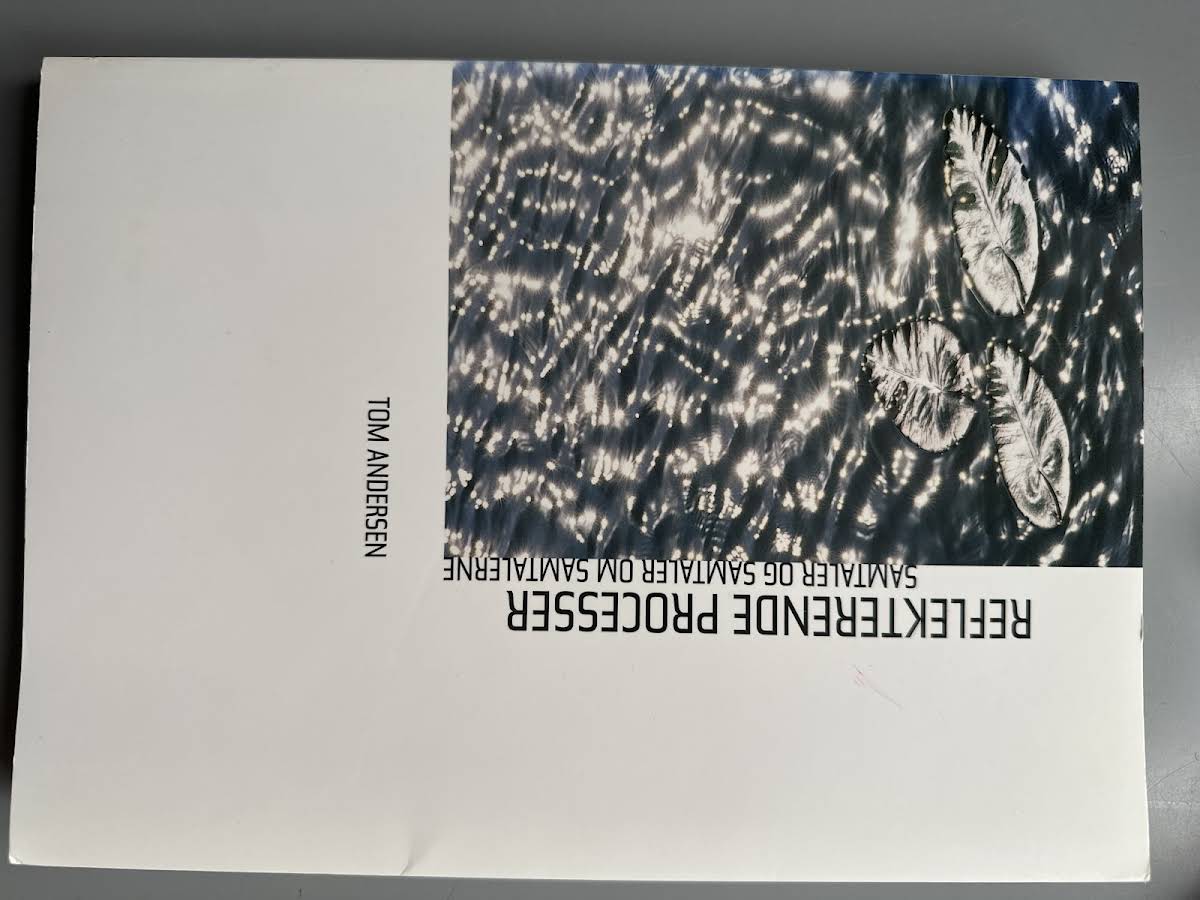 TOM ANDERSEN
REFLEKTERENDE PROCESSER
SAMTALER OG SAMTALER OM SAMTALERNE